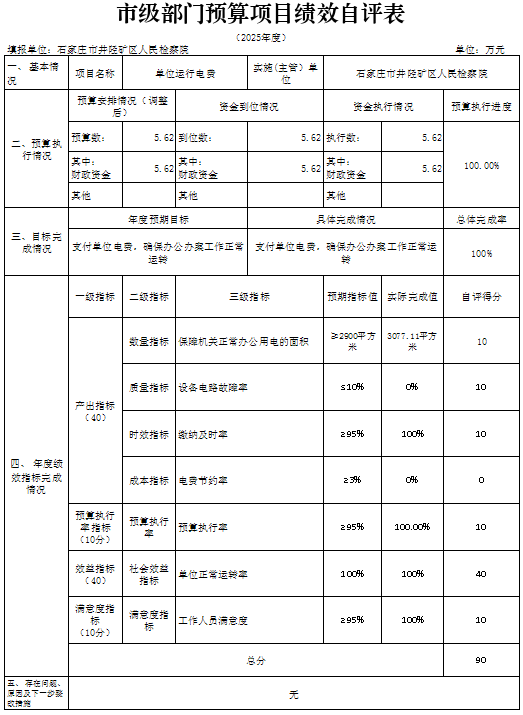 市级部门预算项目绩效自评表
（2025年度）
填报单位：石家庄市井陉矿区人民检察院 单位：万元
一、 基本情况 项目名称 单位运行电费 实施(主管）单位 石家庄市井陉矿区人民检察院
二、预算执行情况 预算安排情况（调整后） 资金到位情况 资金执行情况 预算执行进度
预算数： 5.62 到位数： 5.62 执行数： 5.62 100.00%
其中：财政资金 5.62 其中：财政资金 5.62 其中：财政资金 5.62
其他 其他 其他
三、目标完成情况 年度预期目标 具体完成情况 总体完成率
支付单位电费，确保办公办案工作正常运转 支付单位电费，确保办公办案工作正常运转 100%
四、 年度绩效指标完成情况 一级指标 二级指标 三级指标 预期指标值 实际完成值 自评得分
产出指标（40） 数量指标 保障机关正常办公用电的面积 ≥2900平方米 3077.11平方米 10
质量指标 设备电路故障率 ≤10% 0% 10
时效指标 缴纳及时率 ≥95% 100% 10
成本指标 电费节约率 ≥3% 0% 0
预算执行率指标（10分） 预算执行率 预算执行率 ≥95% 100.00% 10
效益指标（40） 社会效益指标 单位正常运转率 100% 100% 40
满意度指标（10分） 满意度指标 工作人员满意度 ≥95% 100% 10
总分 90
五、 存在问题、原因及下一步整改措施 无